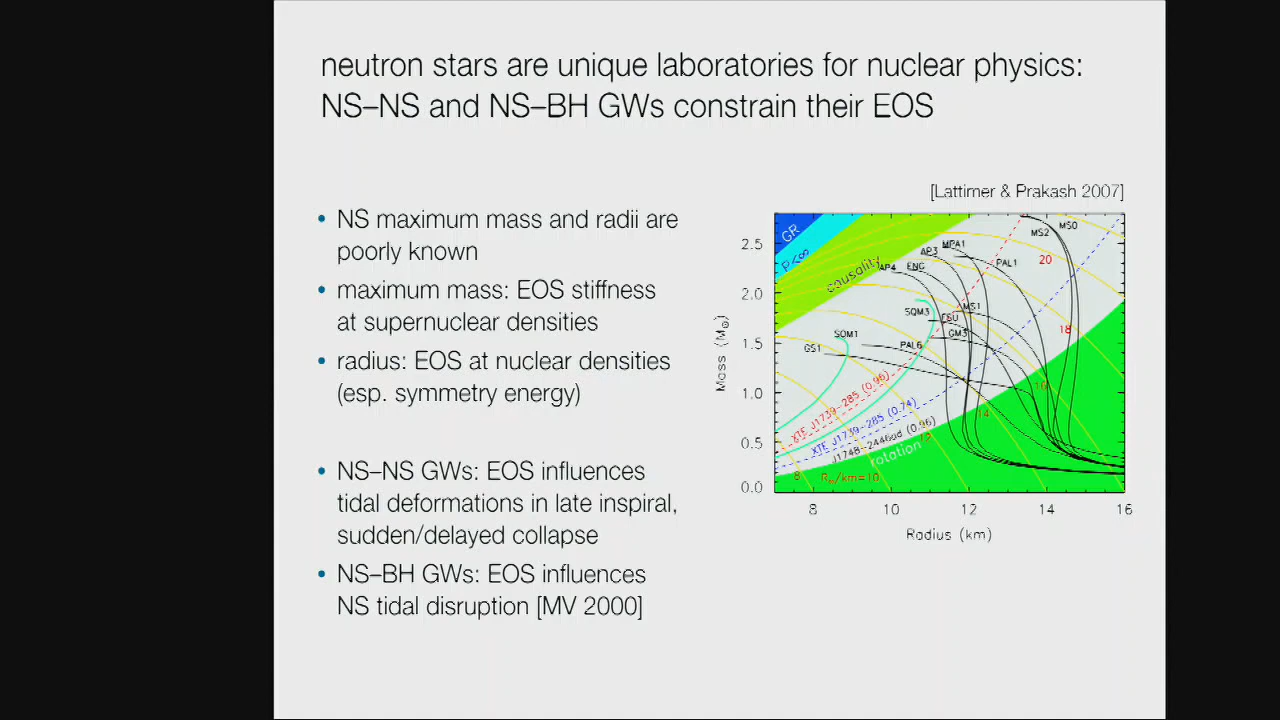 neutron stars are unique laboratories for nuclear physics:
NS–NS and NS–BH GWs constrain their EOS
[Lattimer & Prakash 2007]
• NS maximum mass and radii are
poorly known
• maximum mass: EOS stiffness
at supernuclear densities
• radius: EOS at nuclear densities
(esp. symmetry energy)
• NS–NS GWs: EOS influences
tidal deformations in late inspiral,
sudden/delayed collapse
• NS–BH GWs: EOS influences
NS tidal disruption [MV 2000]
GR
P<∞
causality
AP4
ENG
AP3
MPA1
PAL1
MS2
MS0
20
SQM3
FSU
MS1
GM3
18
SQM1
PAL6
GS1
16
XTE J1739-285 (0.96)
XTE J1739-285 (0.74)
J1748-2446ad (0.96)
14
12
rotation
8
R∞/km=10
Mass (M⊙)
2.5
2.0
1.5
1.0
0.5
0.0
8
10
12
14
16
Radius (km)